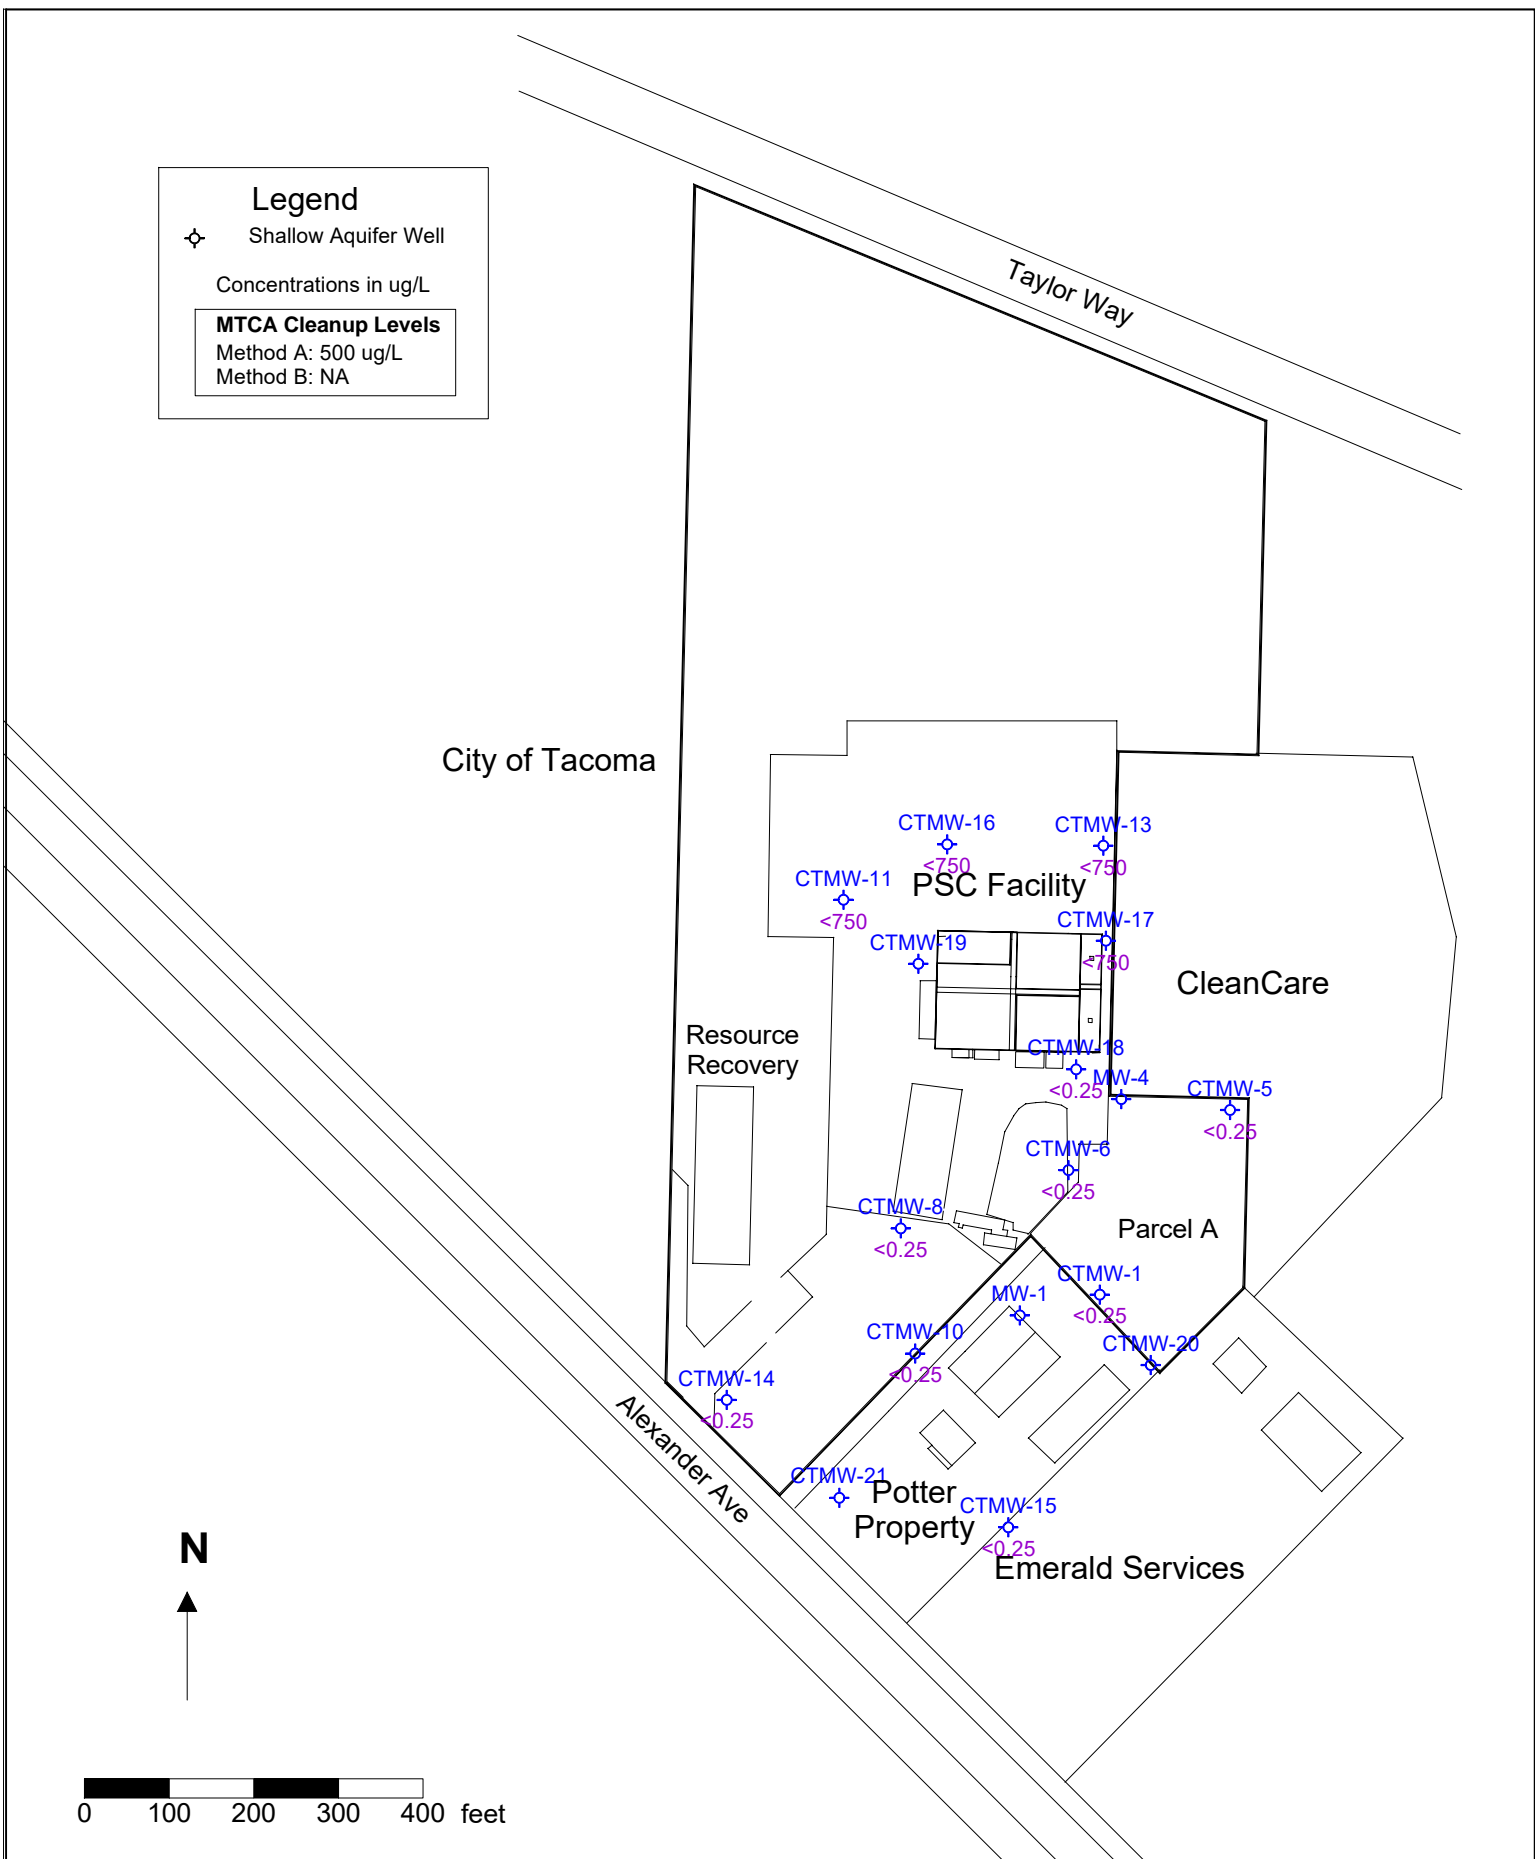 Legend
Shallow Aquifer Well
Concentrations in ug/L
MTCA Cleanup Levels
Method A: 500 ug/L
Method B: NA
Taylor Way
City of Tacoma
CTMW-16
<750
CTMW-13
<750
CTMW-11
<750
PSC Facility
CTMW-17
<750
CTMW-19
CleanCare
Resource
Recovery
CTMW-18
<0.25
MW-4
CTMW-5
<0.25
CTMW-6
<0.25
CTMW-8
<0.25
Parcel A
CTMW-1
<0.25
MW-1
CTMW-10
<0.25
CTMW-20
CTMW-14
<0.25
Alexander Ave
CTMW-21
Potter
Property
CTMW-15
<0.25
Emerald Services
N
0 100 200 300 400 feet